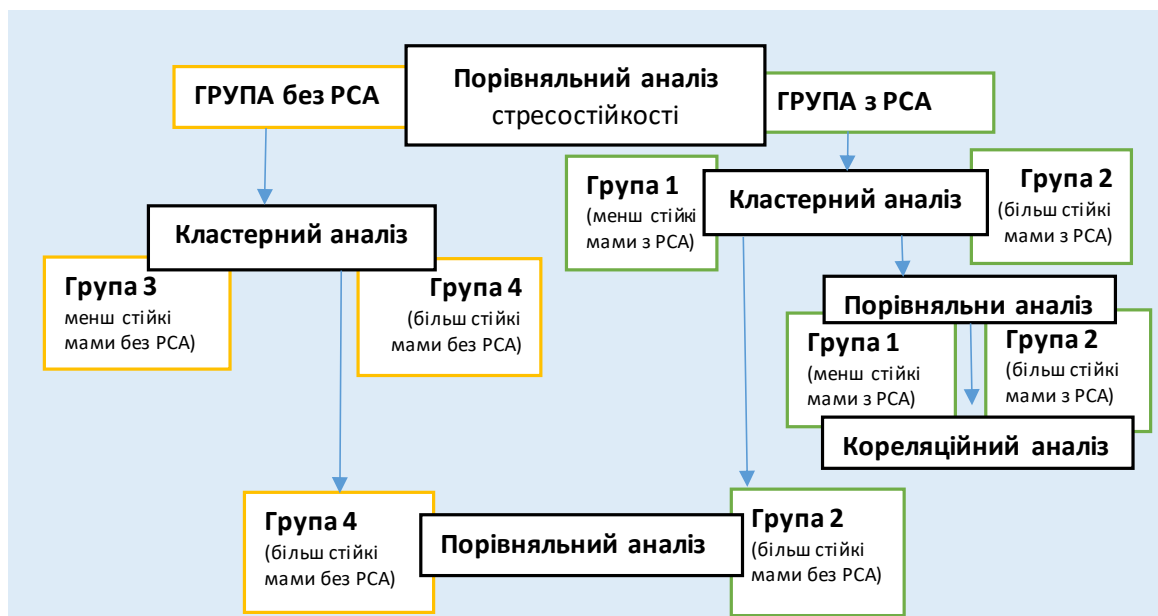 Порівняльний аналіз
стресостійкості
ГРУПА без РСА
ГРУПА з РСА
Група 1
(менш стійкі
мами з РСА)
Кластерний аналіз
Група 2
(більш стійкі
мами з РСА)
Кластерний аналіз
Група 3
менш стійкі
мами без РСА)
Група 4
(більш стійкі
мами без РСА)
Порівняльни аналіз
Група 1
(менш стійкі
мами з РСА)
Група 2
(більш стійкі
мами з РСА)
Кореляційний аналіз
Група 4
(більш стійкі
мами без РСА)
Порівняльний аналіз
Група 2
(більш стійкі
мами без РСА)